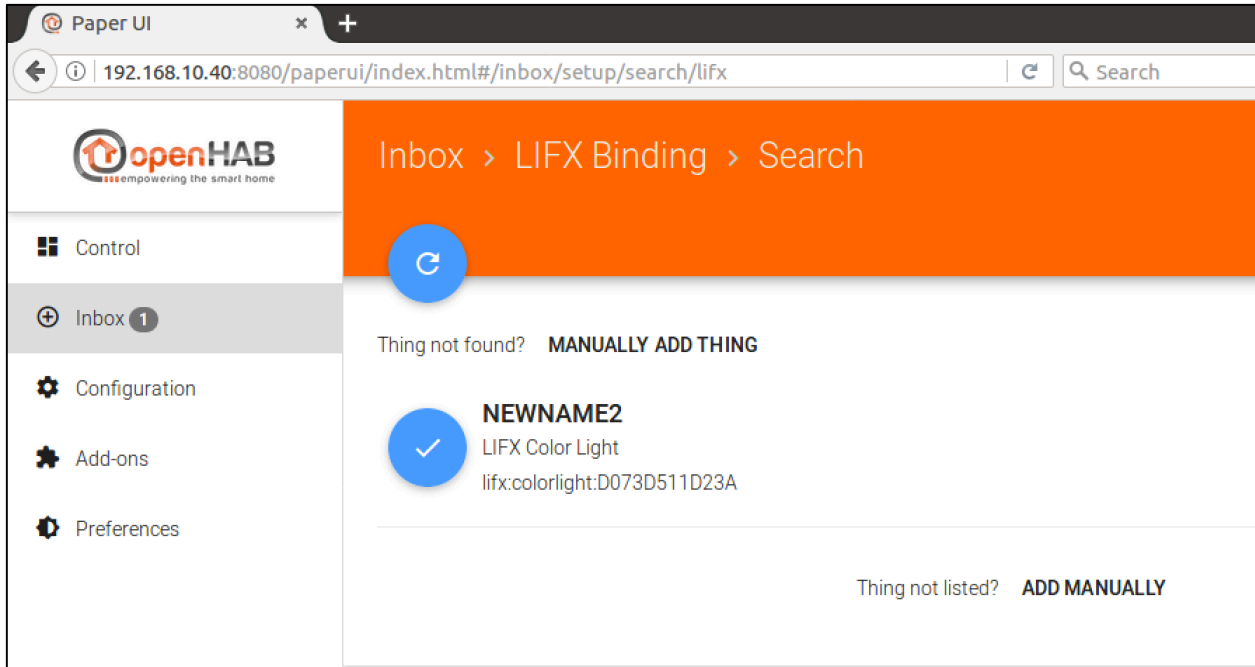 Paper UI
192.168.10.40:8080/paperui/index.html#/inbox/setup/search/lifx
Search
openHAB
empowering the smart home
Inbox > LIFX Binding > Search
Control
Inbox 1
Configuration
Add-ons
Preferences
Thing not found? MANUALLY ADD THING
NEWNAME2
LIFX Color Light
lifx:colorlight:D073D511D23A
Thing not listed? ADD MANUALLY